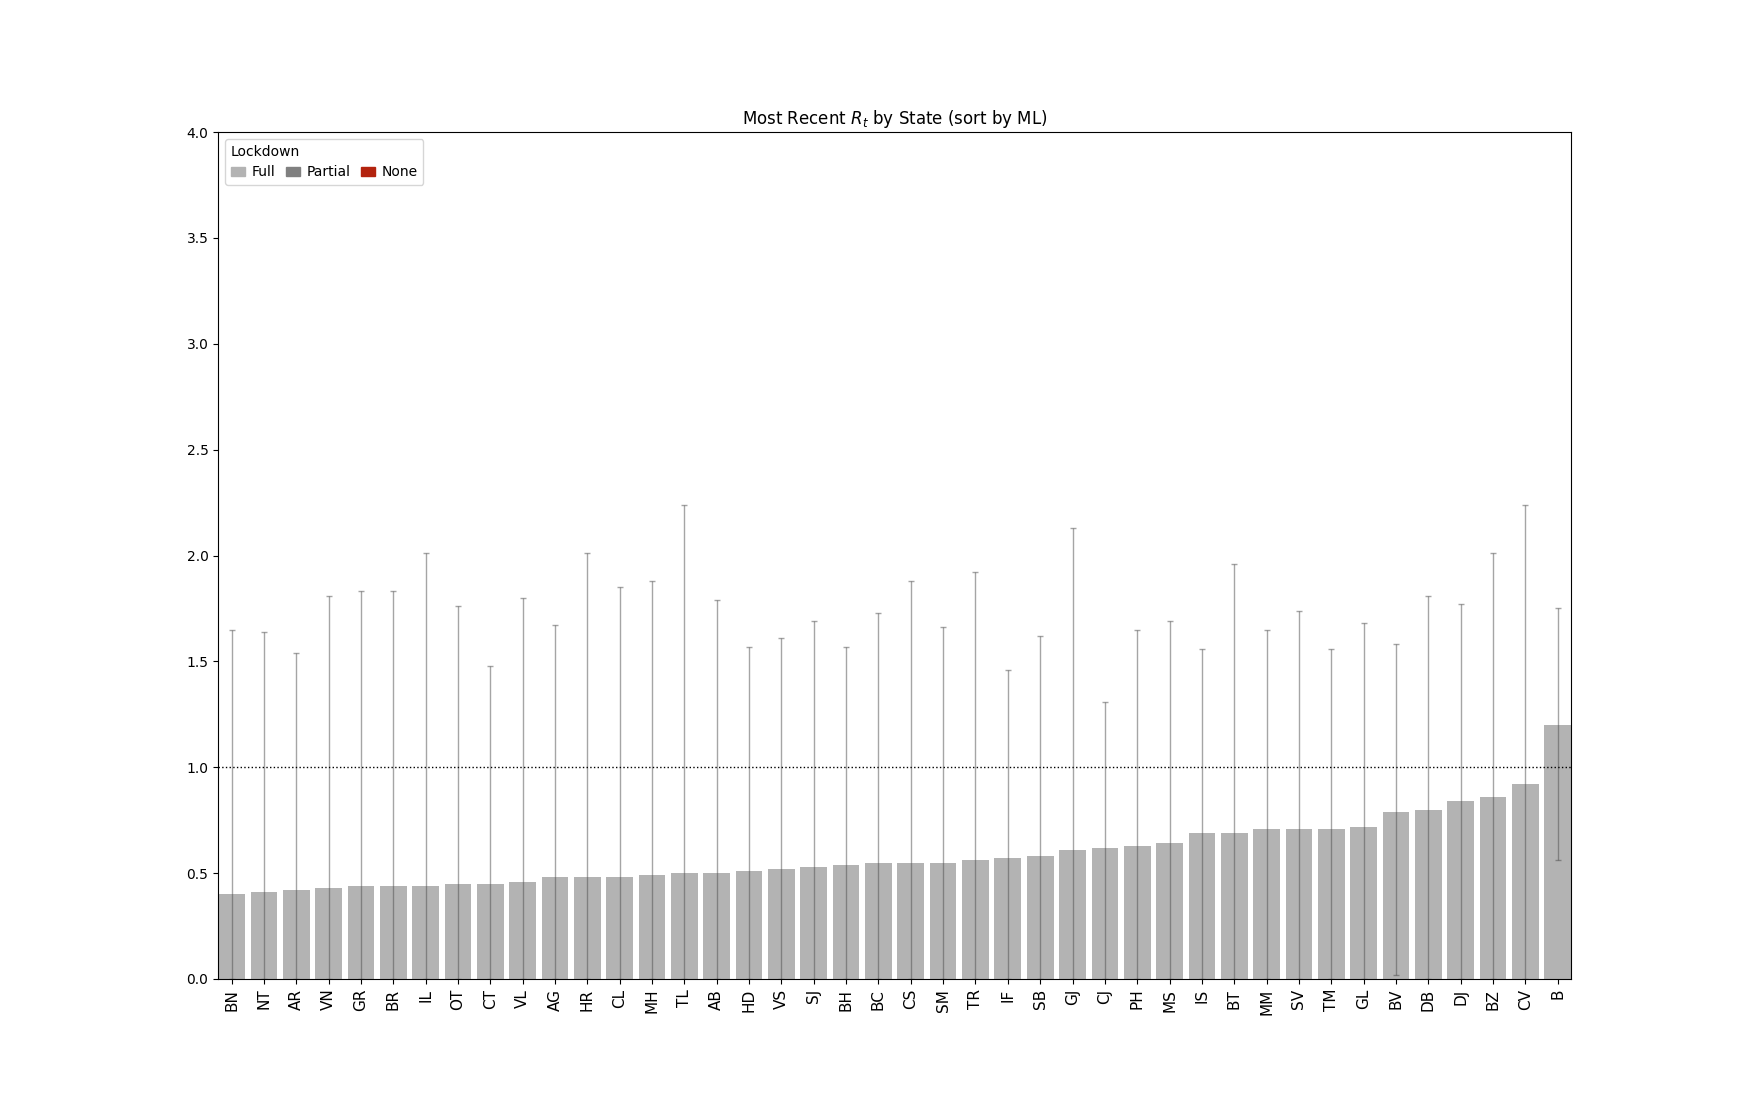 Most Recent Rt by State (sort by ML)
4.0
Lockdown
Full Partial None
3.5
3.0
2.5
2.0
1.5
1.0
0.5
0.0
BN NT AR VN GR BR IL OT CT VL AG HR CL MH TL AB HD VS SJ BH BC CS SM TR IF SB GJ CJ PH MS IS BT MM SV TM GL BV DB DJ BZ CV B